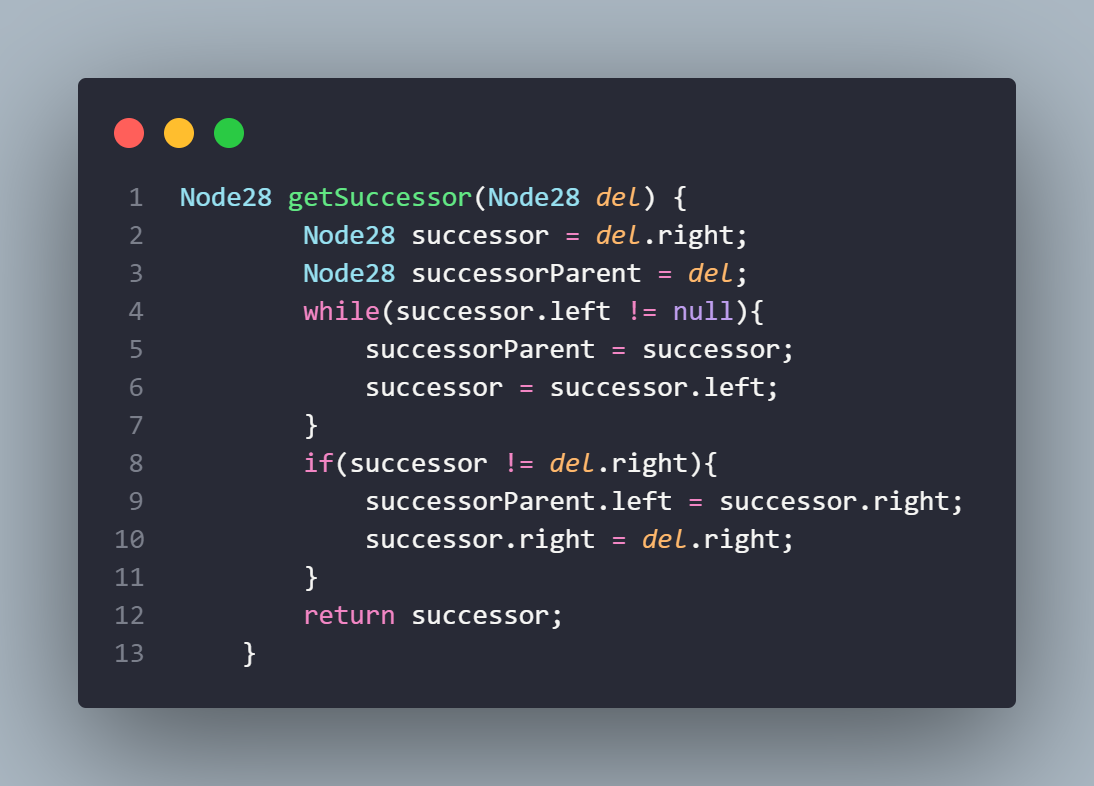 1 Node28 getSuccessor(Node28 del) {
2 Node28 successor = del.right;
3 Node28 successorParent = del;
4 while(successor.left != null){
5 successorParent = successor;
6 successor = successor.left;
7 }
8 if(successor != del.right){
9 successorParent.left = successor.right;
10 successor.right = del.right;
11 }
12 return successor;
13 }